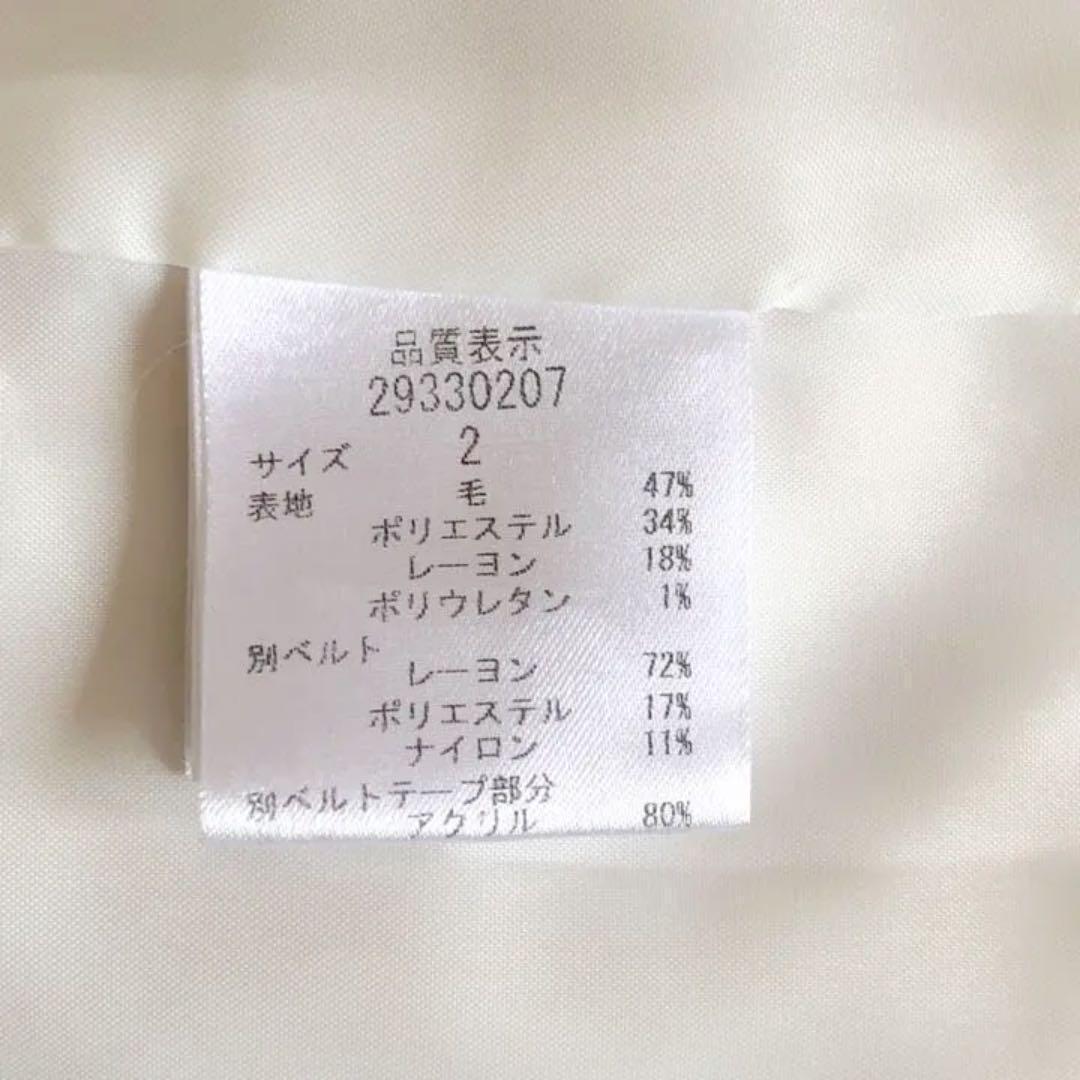 品質表示
29330207
サイズ 2
表地 毛 47%
ポリエステル 34%
レーヨン 18%
ポリウレタン 1%
別ベルト
レーヨン 72%
ポリエステル 17%
ナイロン 11%
別ベルトテープ部分
アクリル 80%